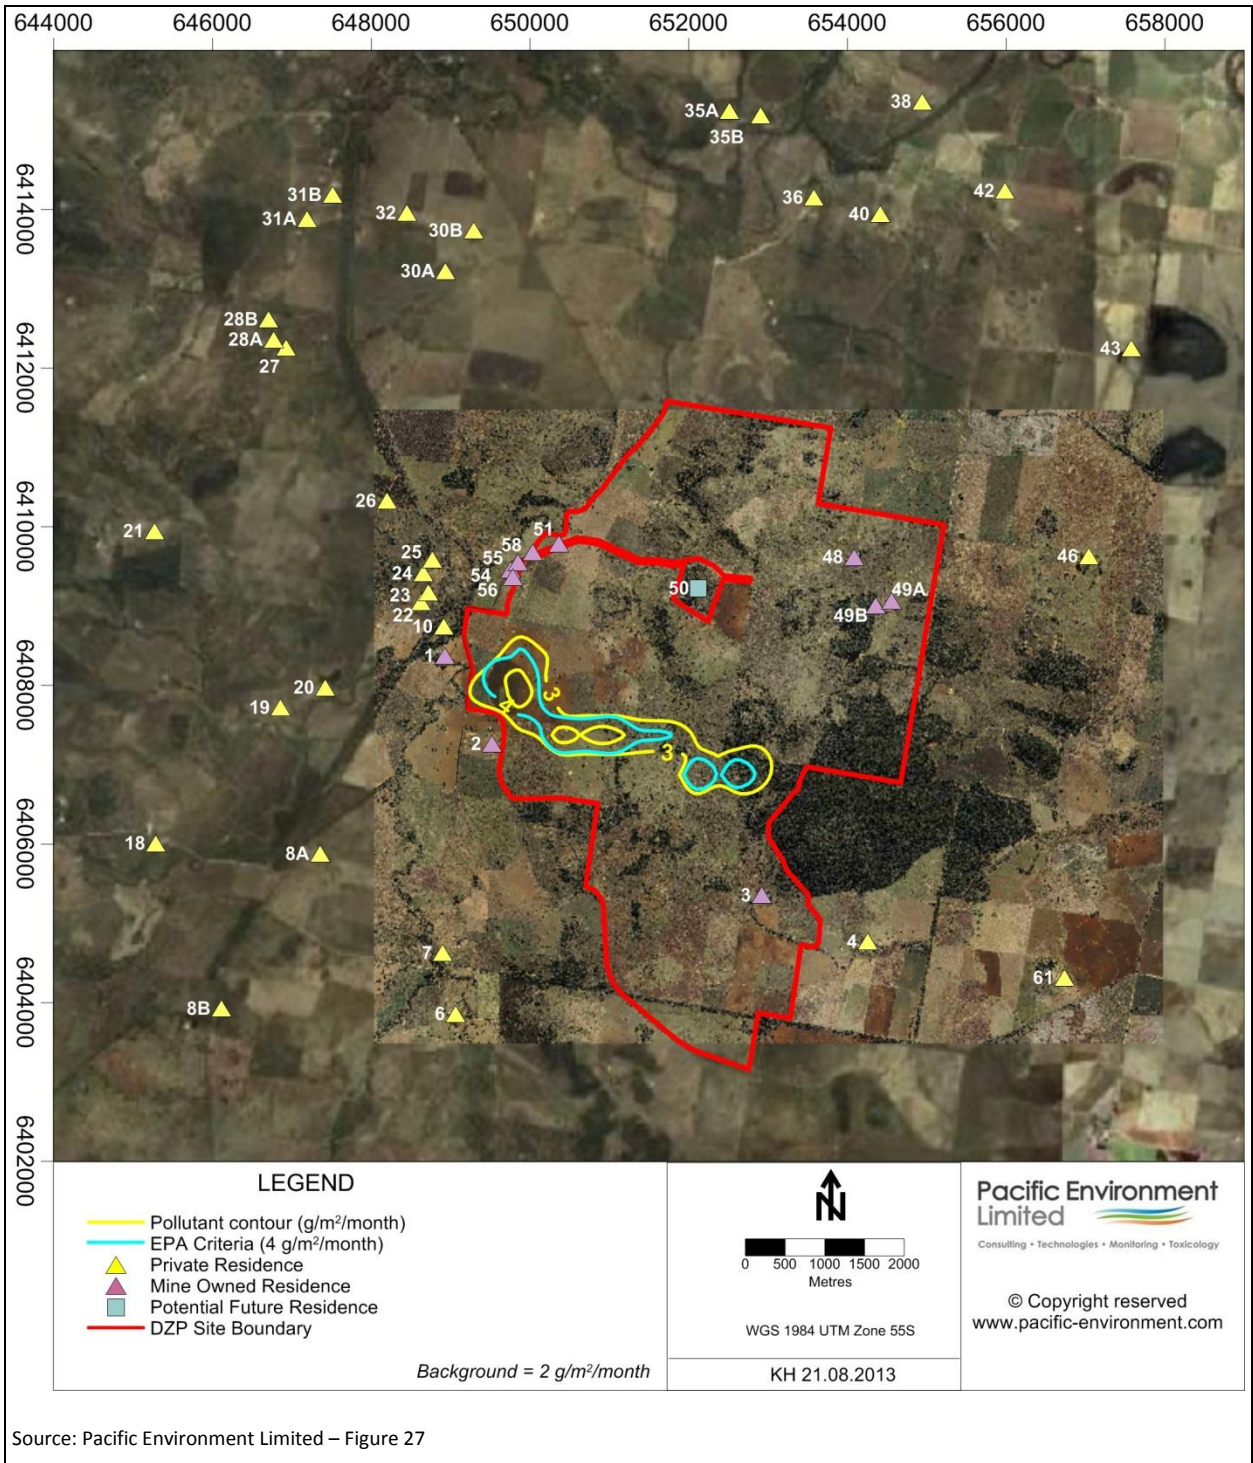 644000 646000 648000 650000 652000 654000 656000 658000
6414000
6412000
6410000
6408000
6406000
6404000
6402000
35A
35B
38
31B
31A
32
30B
30A
36
40
42
28B
28A
27
43
26
21
51
58
55
54
56
25
24
23
22
10
1
50
48
49A
49B
46
20
19
2
3
4
3
18
8A
3
4
7
61
8B
6
LEGEND
Pollutant contour (g/m²/month)
EPA Criteria (4 g/m²/month)
Private Residence
Mine Owned Residence
Potential Future Residence
DZP Site Boundary
Background = 2 g/m²/month
N
0 500 1000 1500 2000
Metres
WGS 1984 UTM Zone 55S
KH 21.08.2013
Pacific Environment
Limited
Consulting • Technologies • Monitoring • Toxicology
© Copyright reserved
www.pacific-environment.com
Source: Pacific Environment Limited – Figure 27